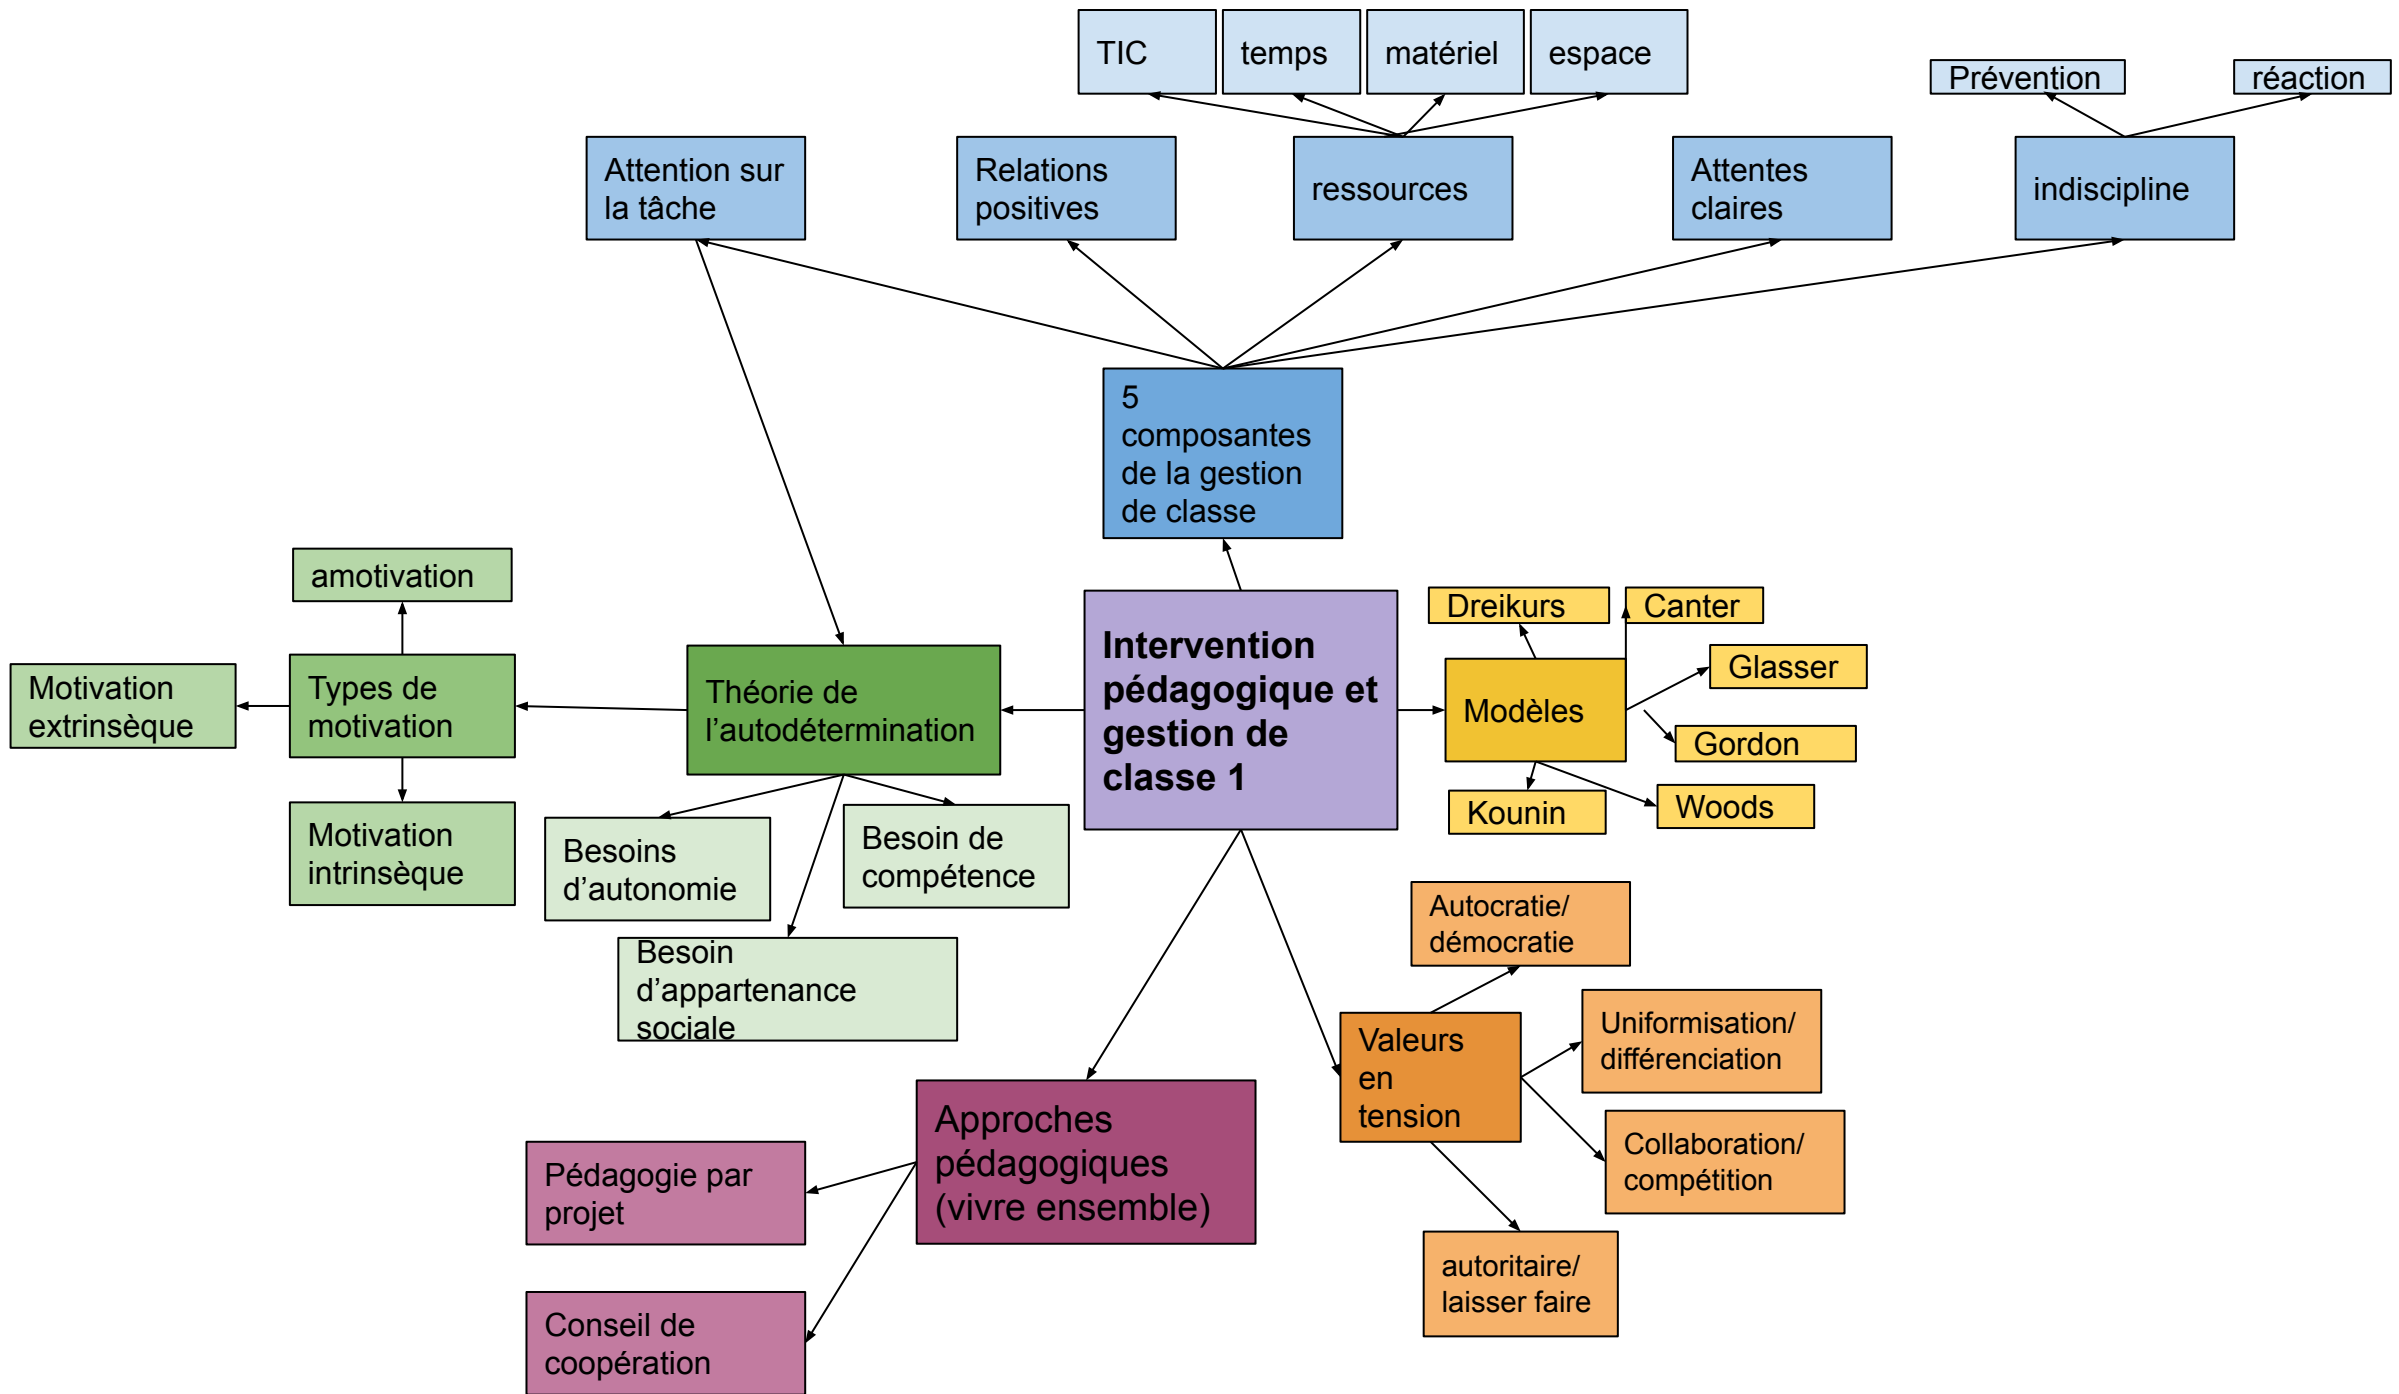 TIC
temps
matériel
espace
Prévention
réaction
Attention sur
la tâche
Relations
positives
ressources
Attentes
claires
indiscipline
5
composantes
de la gestion
de classe
amotivation
Motivation
extrinsèque
Types de
motivation
Motivation
intrinsèque
Théorie de
l’autodétermination
Besoins
d’autonomie
Besoin de
compétence
Besoin
d’appartenance
sociale
Intervention
pédagogique et
gestion de
classe 1
Dreikurs
Canter
Glasser
Modèles
Gordon
Kounin
Woods
Autocratie/
démocratie
Uniformisation/
différenciation
Valeurs
en
tension
Collaboration/
compétition
autoritaire/
laisser faire
Approches
pédagogiques
(vivre ensemble)
Pédagogie par
projet
Conseil de
coopération